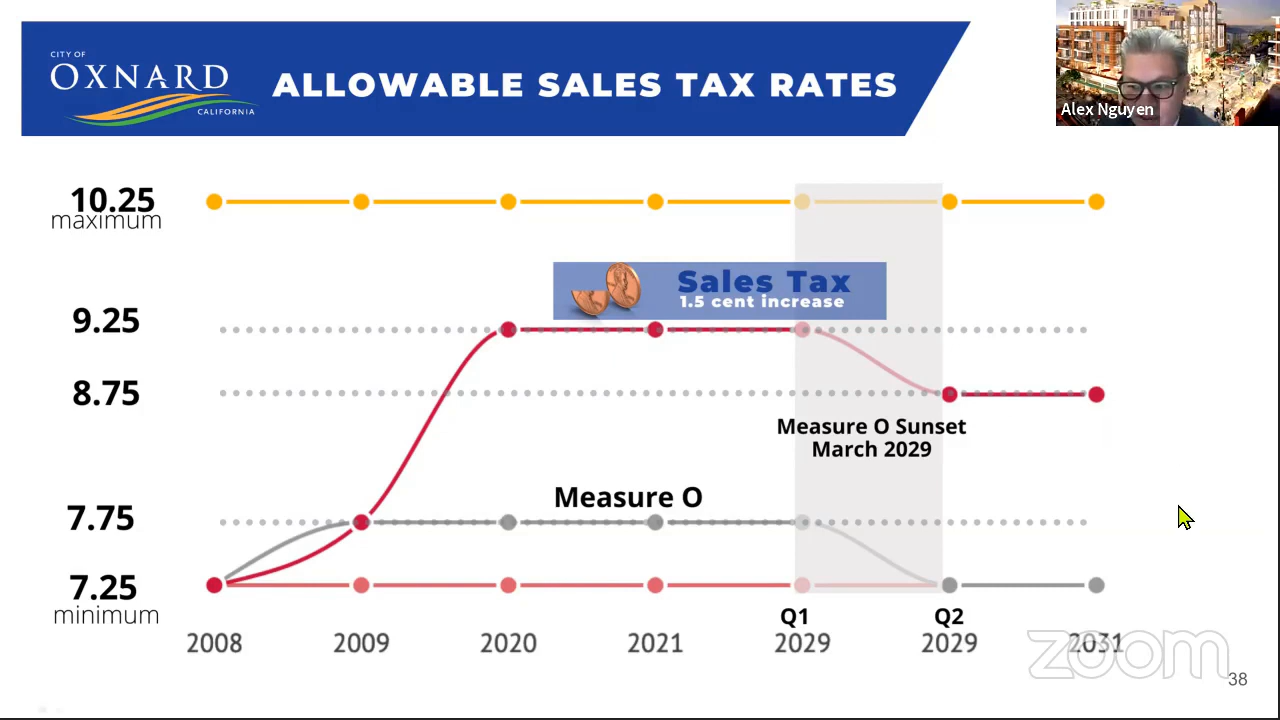 CITY OF
OXNARD
CALIFORNIA
ALLOWABLE SALES TAX RATES
Alex Nguyen
10.25
maximum
Sales Tax
1.5 cent increase
9.25
8.75
Measure O Sunset
March 2029
Measure O
7.75
7.25
minimum
Q1
Q2
2008
2009
2020
2021
2029
2029
2031
zoom
38